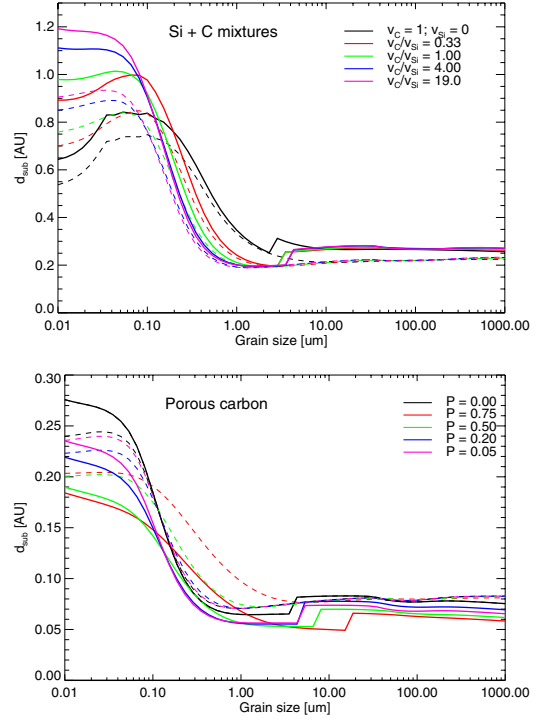 Si + C mixtures
v_C = 1; v_Si = 0
v_C/v_Si = 0.33
v_C/v_Si = 1.00
v_C/v_Si = 4.00
v_C/v_Si = 19.0
d_sub [AU]
1.2
1.0
0.8
0.6
0.4
0.2
0.0
0.01 0.10 1.00 10.00 100.00 1000.00
Grain size [um]
Porous carbon
P = 0.00
P = 0.75
P = 0.50
P = 0.20
P = 0.05
d_sub [AU]
0.30
0.25
0.20
0.15
0.10
0.05
0.00
0.01 0.10 1.00 10.00 100.00 1000.00
Grain size [um]